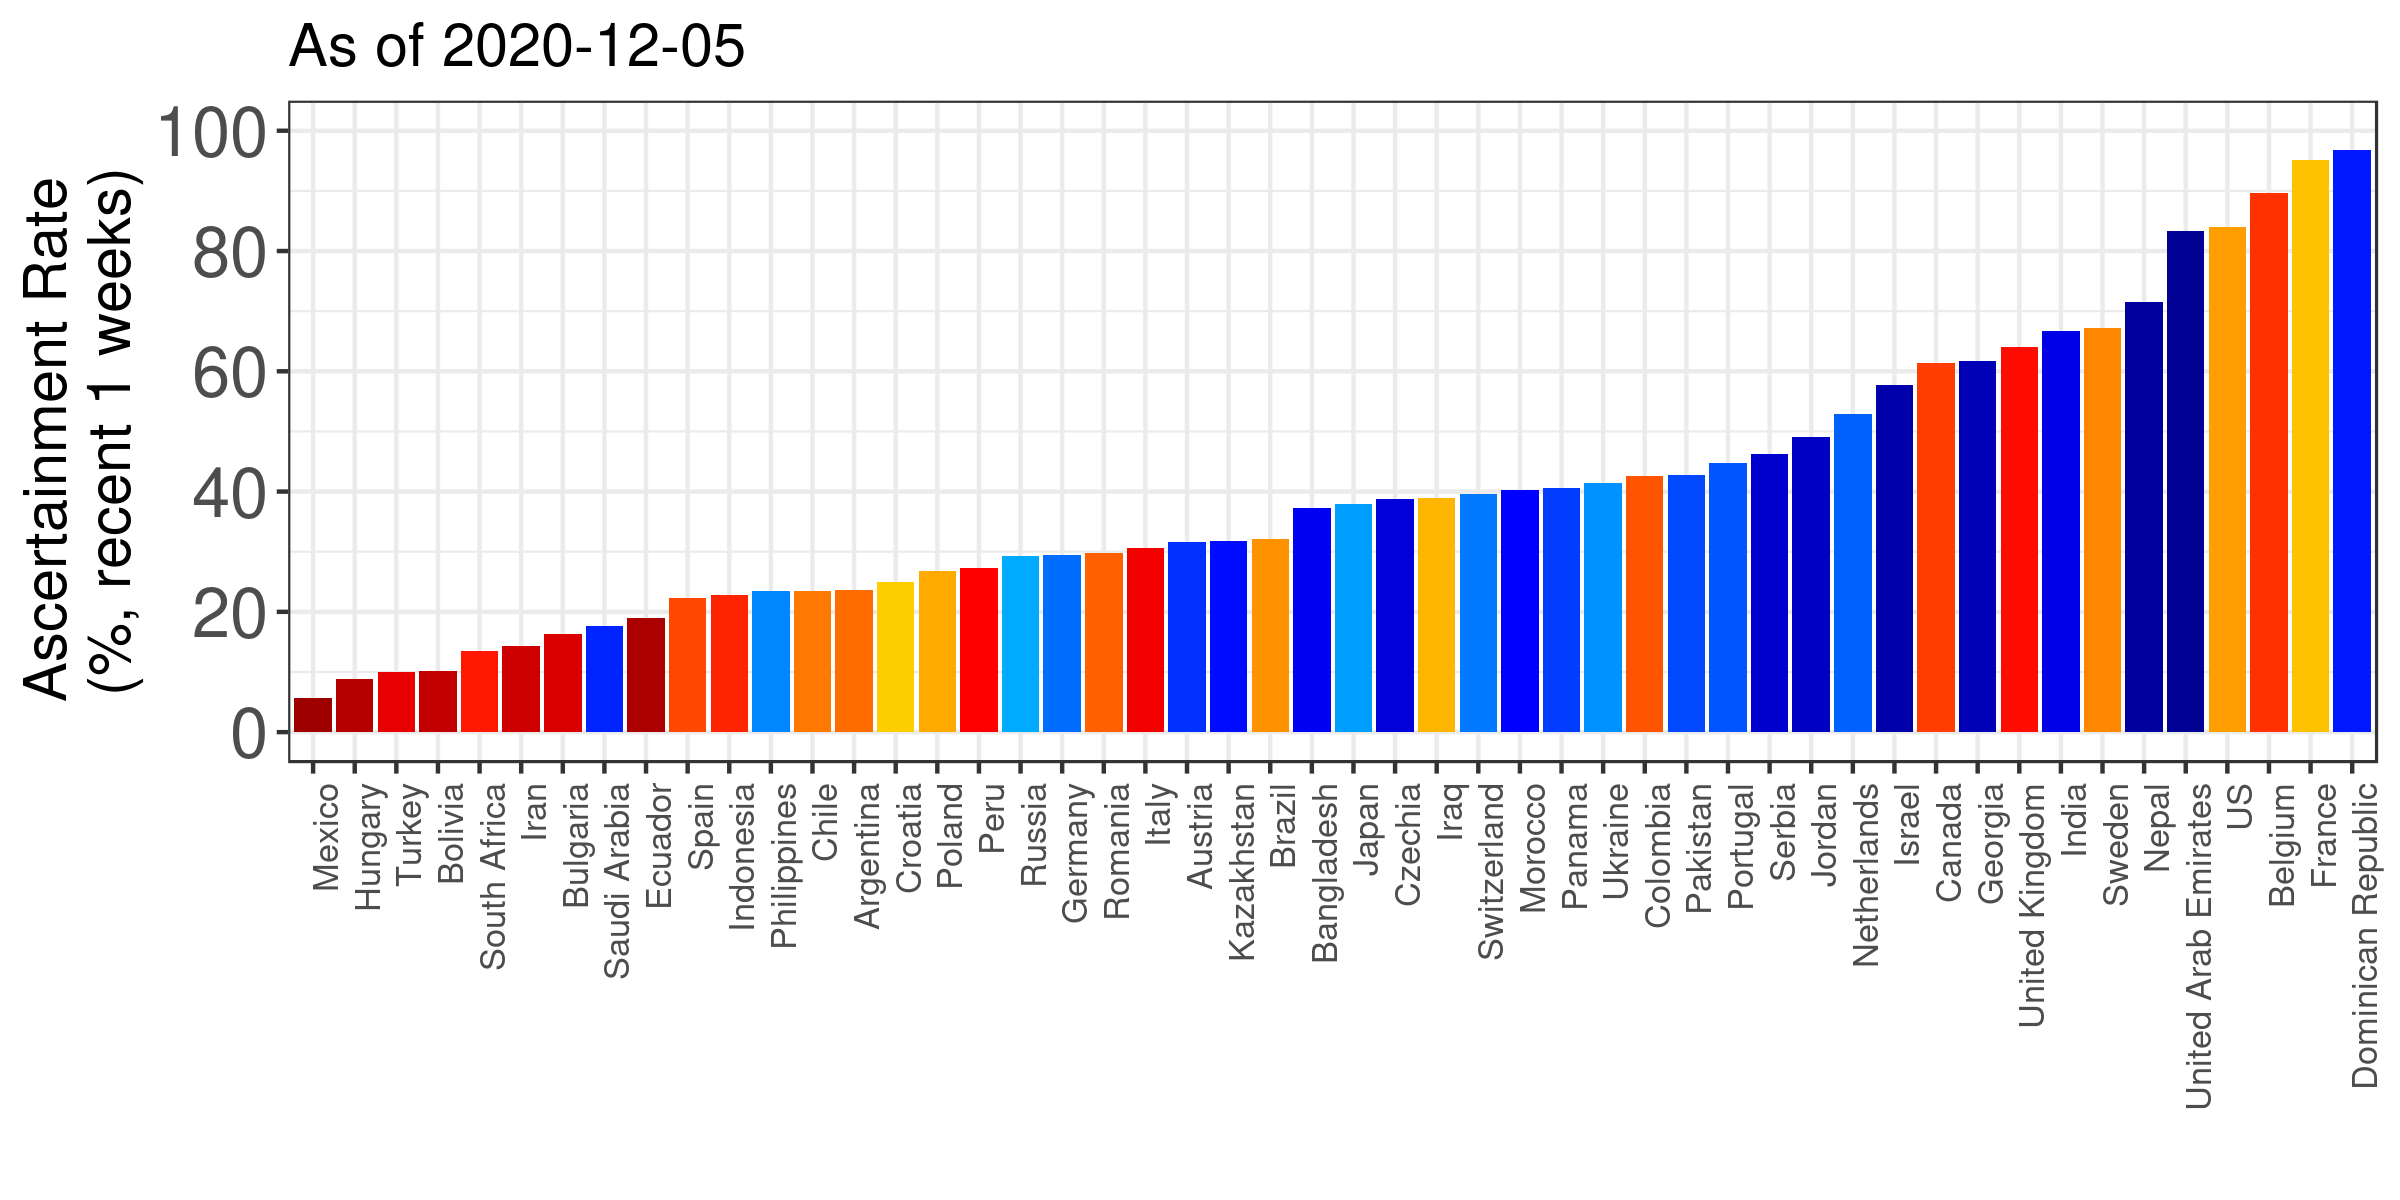 As of 2020-12-05
Ascertainment Rate
(%, recent 1 weeks)
100
80
60
40
20
0
Mexico
Hungary
Turkey
Bolivia
South Africa
Iran
Bulgaria
Saudi Arabia
Ecuador
Spain
Indonesia
Philippines
Chile
Argentina
Croatia
Poland
Peru
Russia
Germany
Romania
Italy
Austria
Kazakhstan
Brazil
Bangladesh
Japan
Czechia
Iraq
Switzerland
Morocco
Panama
Ukraine
Colombia
Pakistan
Portugal
Serbia
Jordan
Netherlands
Israel
Canada
Georgia
United Kingdom
India
Sweden
Nepal
United Arab Emirates
US
Belgium
France
Dominican Republic